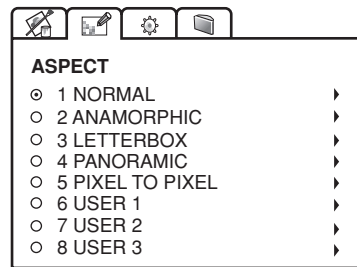 ASPECT
1 NORMAL
2 ANAMORPHIC
3 LETTERBOX
4 PANORAMIC
5 PIXEL TO PIXEL
6 USER 1
7 USER 2
8 USER 3